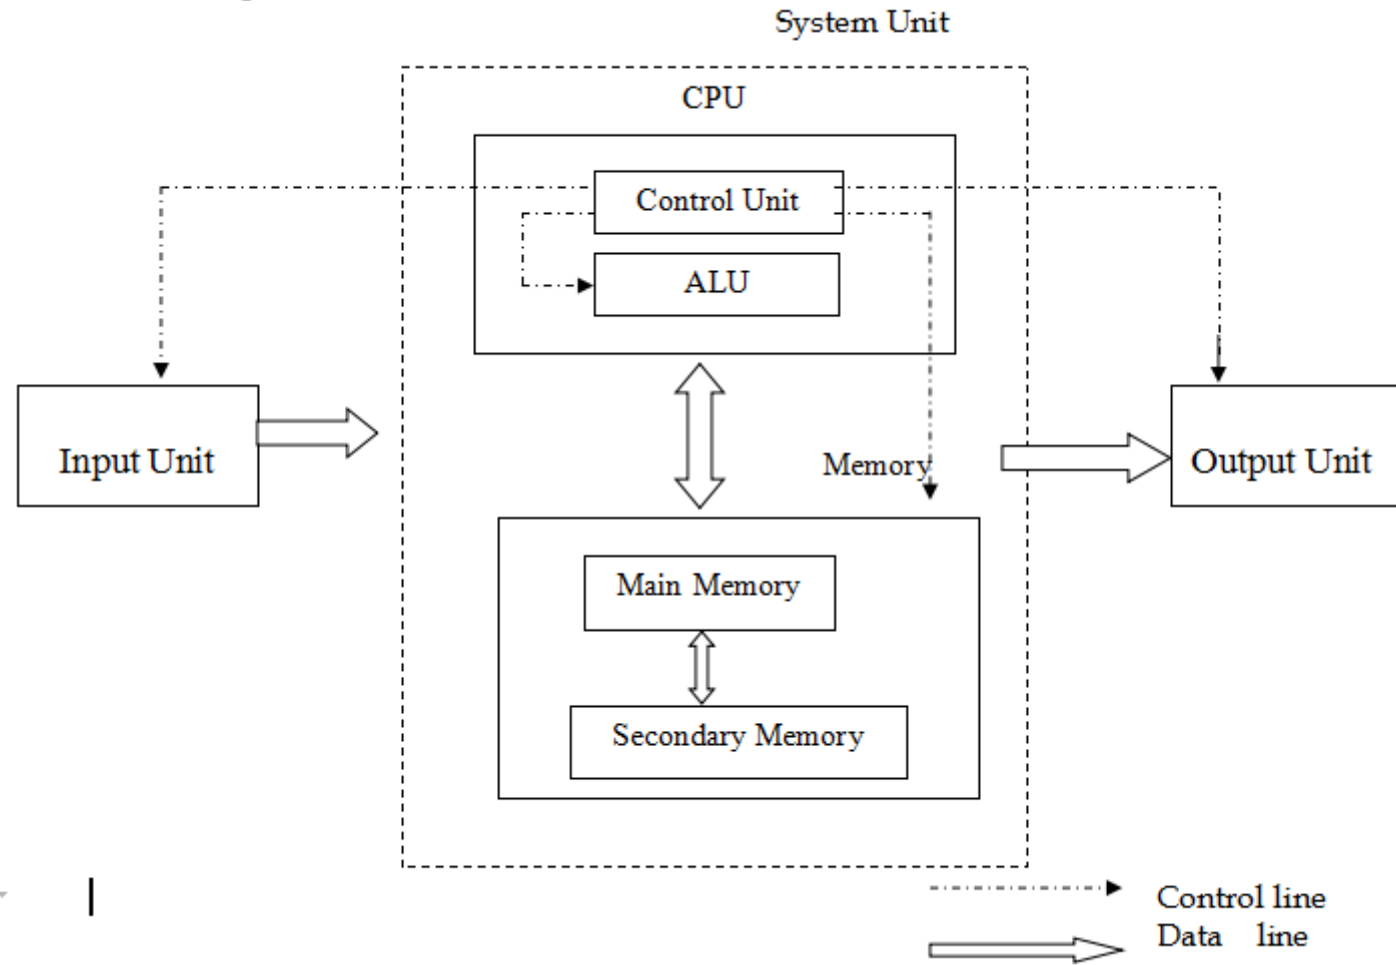 System Unit
CPU
Control Unit
ALU
Input Unit
Memory
Output Unit
Main Memory
Secondary Memory
Control line
Data line